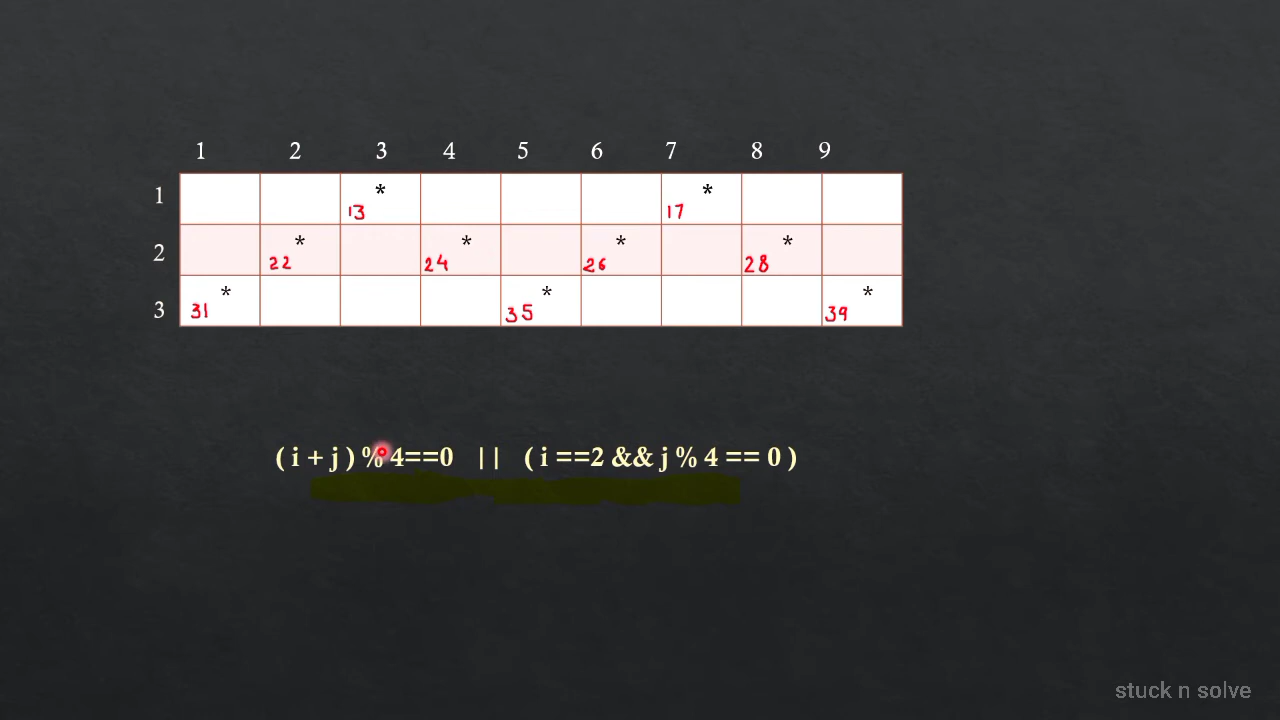 1 2 3 4 5 6 7 8 9
1 * *
13 17
2 * * * *
22 24 26 28
3 * * *
31 35 39
( i + j ) % 4==0 || ( i ==2 && j % 4 == 0 )
stuck n solve